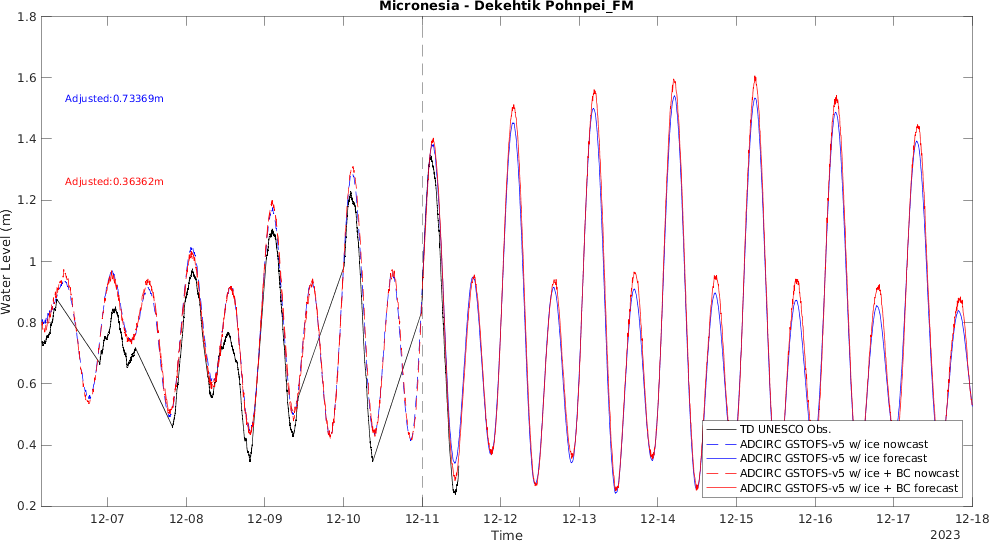 Micronesia - Dekehtik Pohnpei_FM
1.8
1.6
1.4
1.2
1
0.8
0.6
0.4
0.2
Water Level (m)
Adjusted:0.73369m
Adjusted:0.36362m
TD UNESCO Obs.
ADCIRC GSTOFS-v5 w/ ice nowcast
ADCIRC GSTOFS-v5 w/ ice forecast
ADCIRC GSTOFS-v5 w/ ice + BC nowcast
ADCIRC GSTOFS-v5 w/ ice + BC forecast
12-07 12-08 12-09 12-10 12-11 12-12 12-13 12-14 12-15 12-16 12-17 12-18
Time
2023